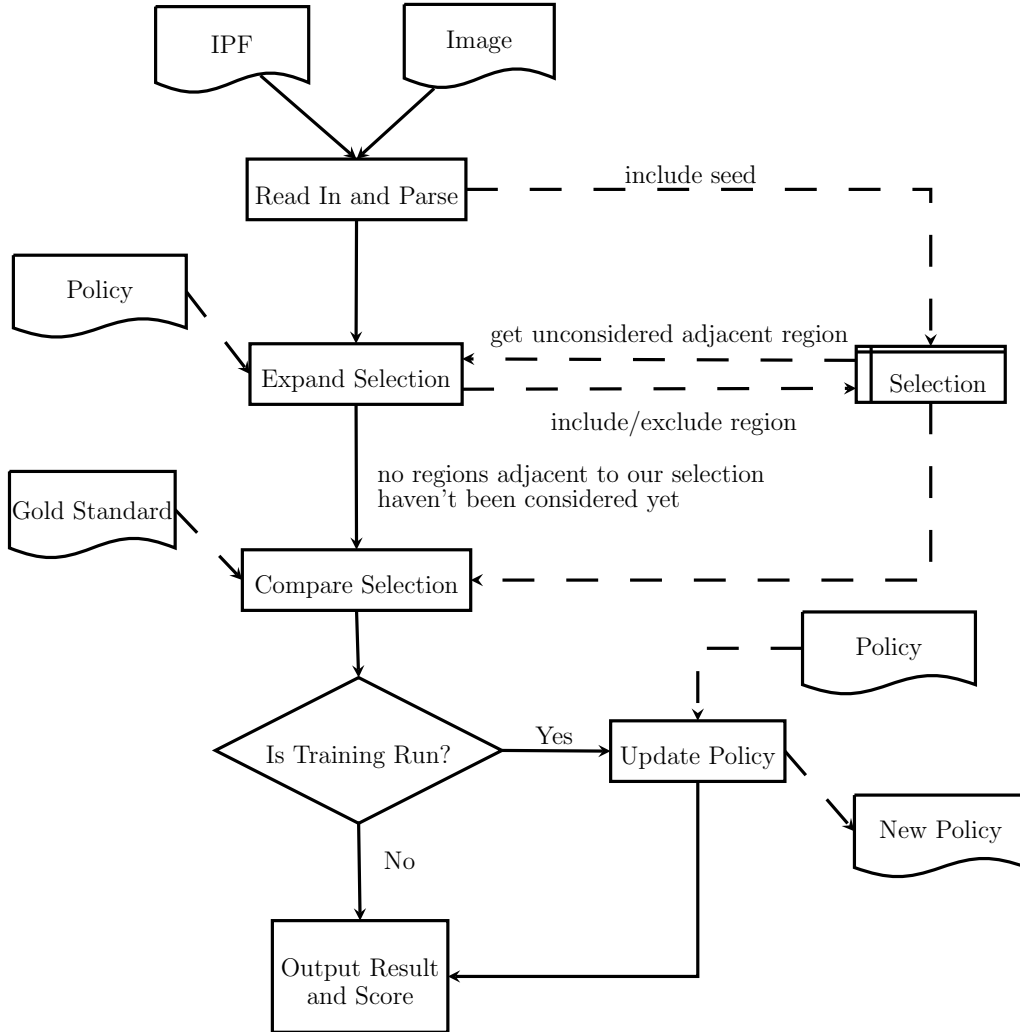 IPF
Image
Read In and Parse
include seed
Policy
get unconsidered adjacent region
Expand Selection
Selection
include/exclude region
no regions adjacent to our selection
haven't been considered yet
Gold Standard
Compare Selection
Policy
Is Training Run?
Yes
Update Policy
New Policy
No
Output Result
and Score